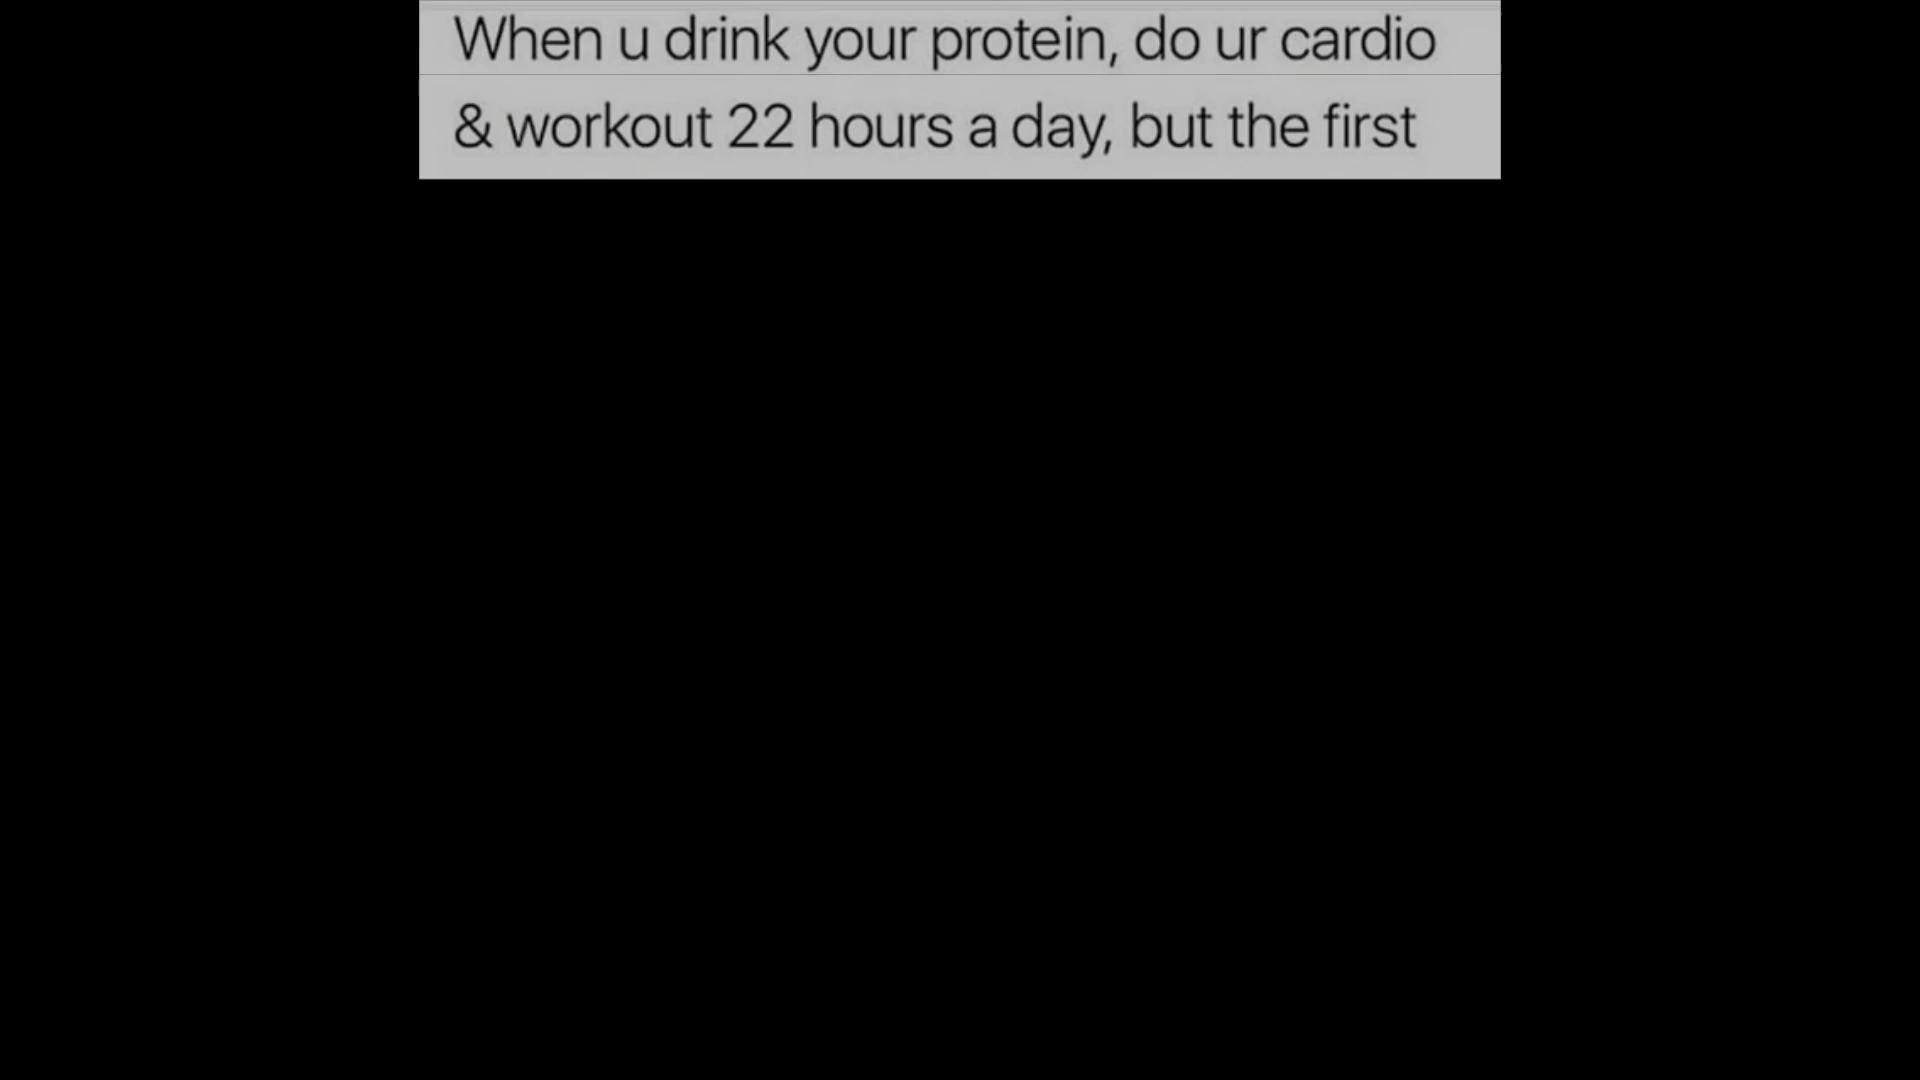 When u drink your protein, do ur cardio
& workout 22 hours a day, but the first